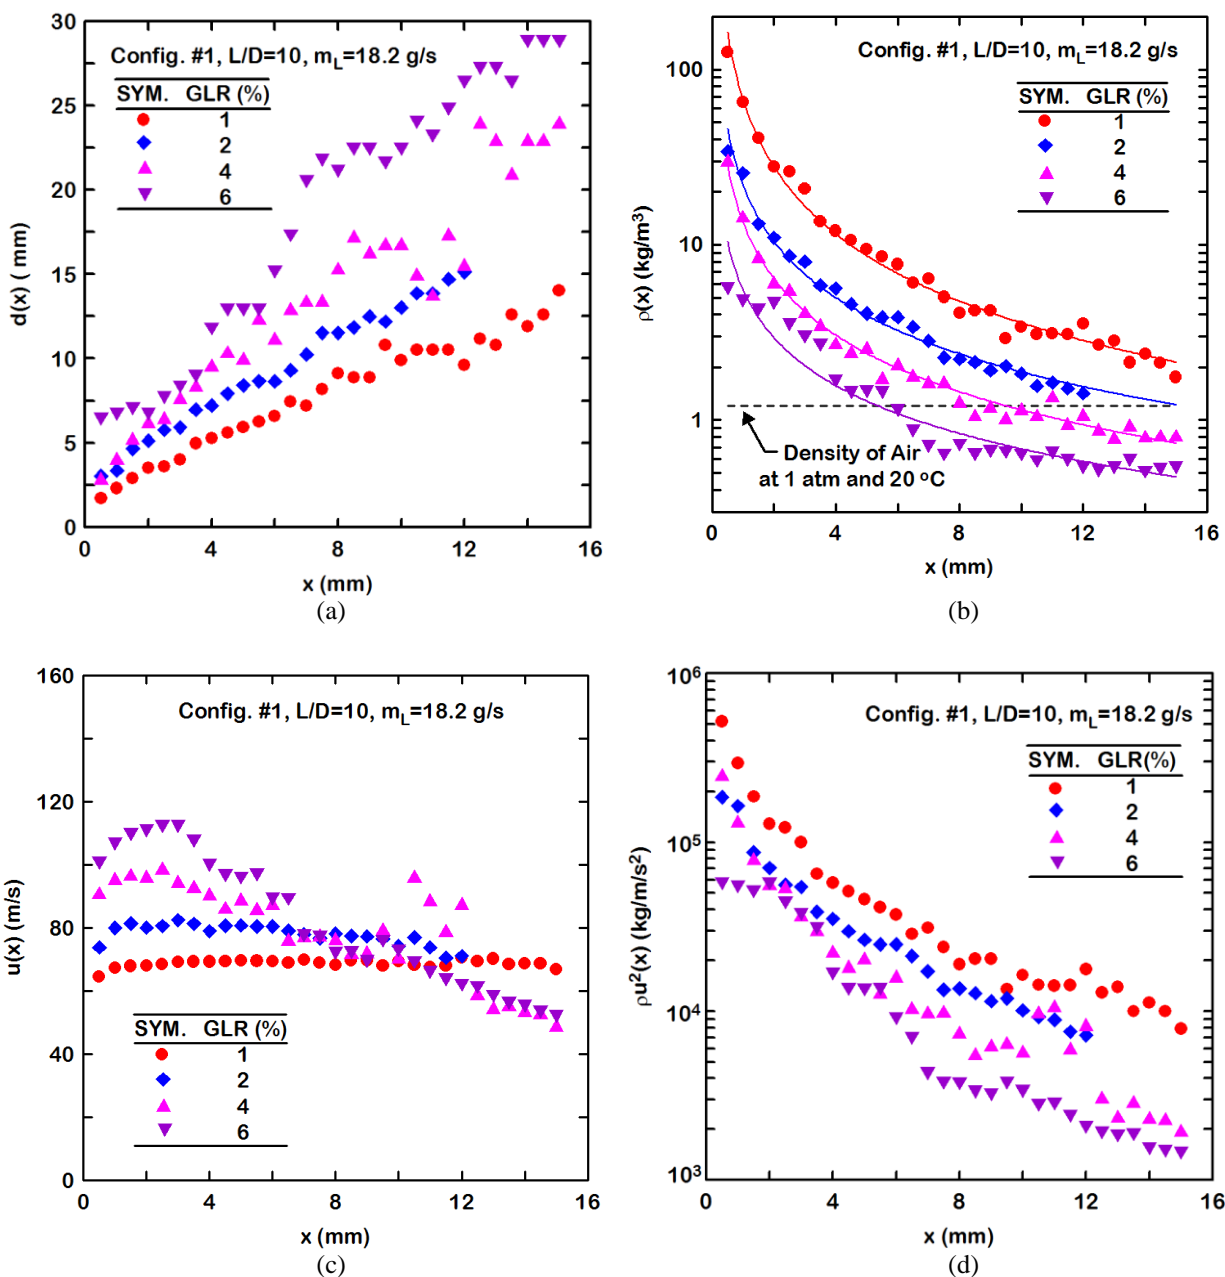 30
25
20
15
10
5
0
d(x) (mm)
Config. #1, L/D=10, m_L=18.2 g/s
SYM. GLR (%)
1
2
4
6
0 4 8 12 16
x (mm)
(a)
100
10
1
ρ(x) (kg/m³)
Config. #1, L/D=10, m_L=18.2 g/s
SYM. GLR (%)
1
2
4
6
Density of Air
at 1 atm and 20 °C
0 4 8 12 16
x (mm)
(b)
160
120
80
40
0
u(x) (m/s)
Config. #1, L/D=10, m_L=18.2 g/s
SYM. GLR (%)
1
2
4
6
0 4 8 12 16
x (mm)
(c)
10⁶
10⁵
10⁴
10³
ρu²(x) (kg/m/s²)
Config. #1, L/D=10, m_L=18.2 g/s
SYM. GLR(%)
1
2
4
6
0 4 8 12 16
x (mm)
(d)